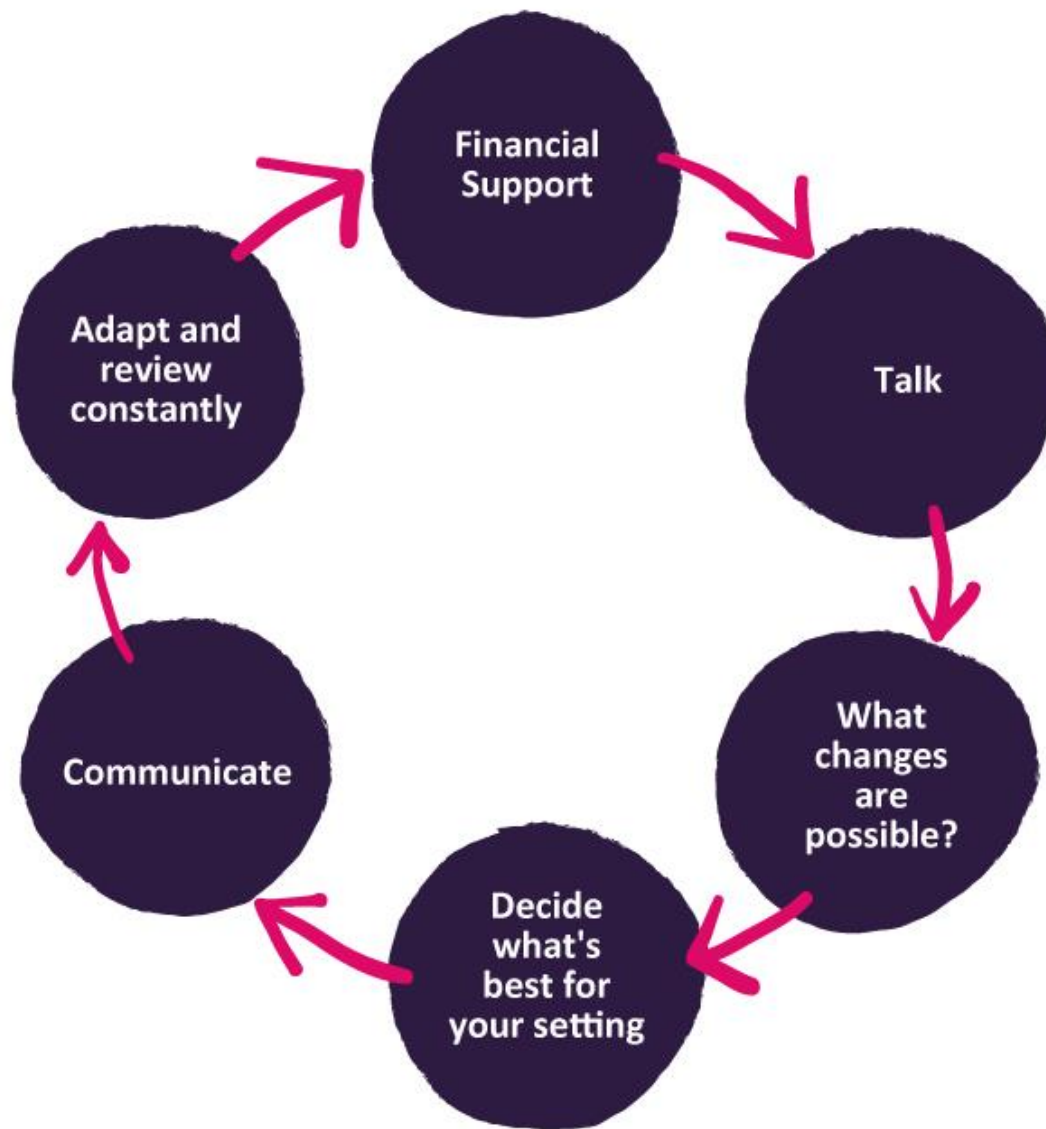 Financial
Support
Talk
What
changes
are
possible?
Decide
what's
best for
your setting
Communicate
Adapt and
review
constantly